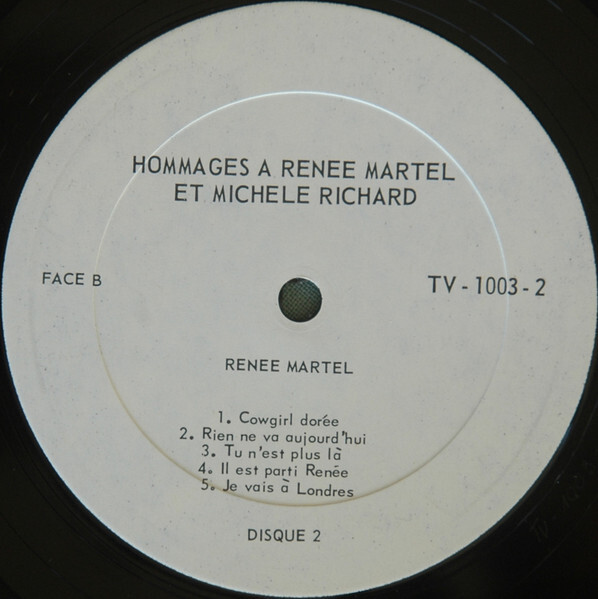 HOMMAGES A RENEE MARTEL
ET MICHELE RICHARD
FACE B
TV - 1003 - 2
RENEE MARTEL
1. Cowgirl dorée
2. Rien ne va aujourd'hui
3. Tu n'est plus là
4. Il est parti Renée
5. Je vais à Londres
DISQUE 2